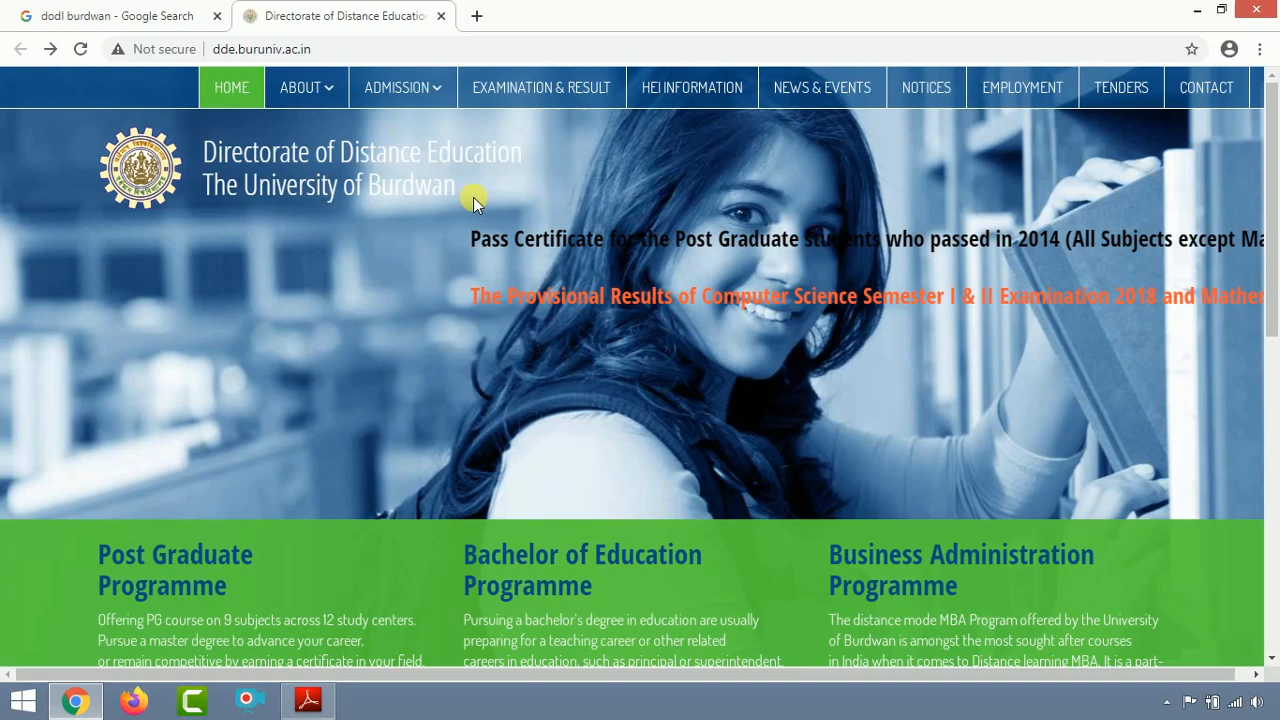 dodl burdwan - Google Search
Directorate of Distance Education
Not secure
dde.buruniv.ac.in
HOME
ABOUT
ADMISSION
EXAMINATION & RESULT
HEI INFORMATION
NEWS & EVENTS
NOTICES
EMPLOYMENT
TENDERS
CONTACT
Directorate of Distance Education
The University of Burdwan
Pass Certificate for the Post Graduate students who passed in 2014 (All Subjects except Ma
The Provisional Results of Computer Science Semester I & II Examination 2018 and Mather
Post Graduate
Programme
Offering PG course on 9 subjects across 12 study centers.
Pursue a master degree to advance your career,
or remain competitive by earning a certificate in your field.
Bachelor of Education
Programme
Pursuing a bachelor's degree in education are usually
preparing for a teaching career or other related
careers in education, such as principal or superintendent.
Business Administration
Programme
The distance mode MBA Program offered by the University
of Burdwan is amongst the most sought after courses
in India when it comes to Distance learning MBA. It is a part-